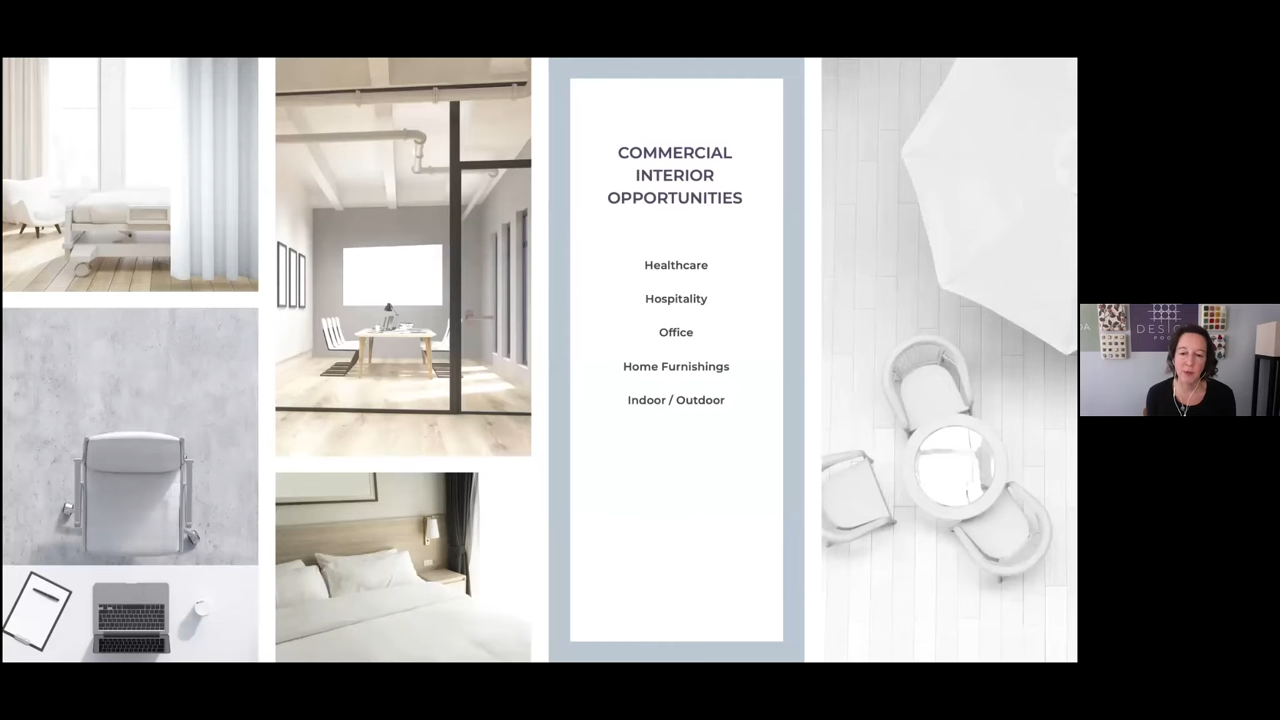 COMMERCIAL
INTERIOR
OPPORTUNITIES
Healthcare
Hospitality
Office
Home Furnishings
Indoor / Outdoor